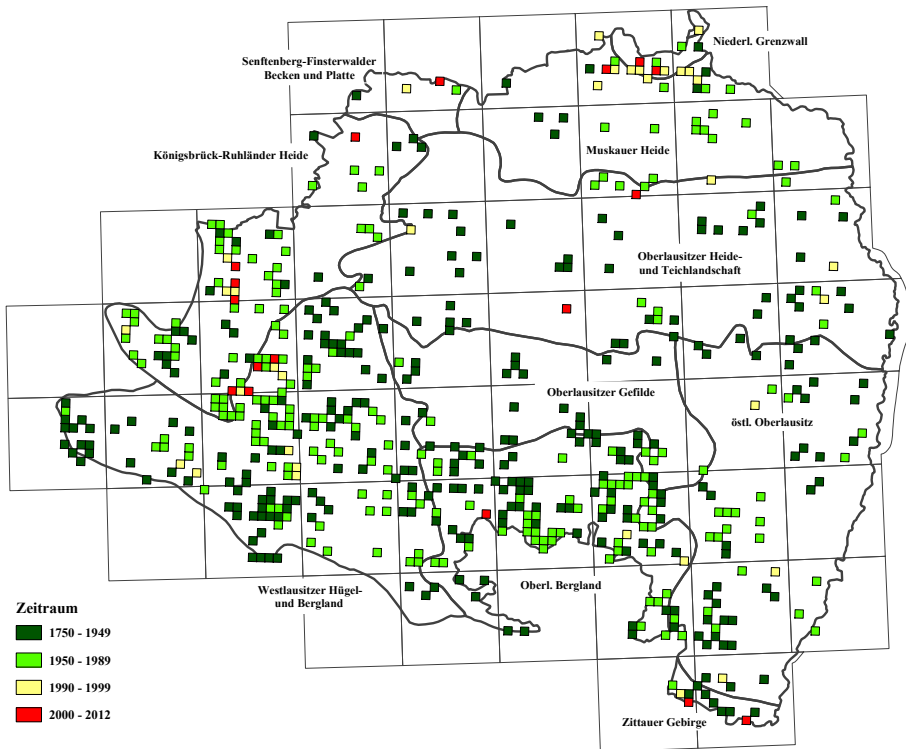 Niederl. Grenzwall
Senftenberg-Finsterwalder
Becken und Platte
Königsbrück-Ruhländer Heide
Muskauer Heide
Oberlausitzer Heide-
und Teichlandschaft
Oberlausitzer Gefilde
östl. Oberlausitz
Westlausitzer Hügel-
und Bergland
Oberl. Bergland
Zittauer Gebirge
Zeitraum
1750 - 1949
1950 - 1989
1990 - 1999
2000 - 2012